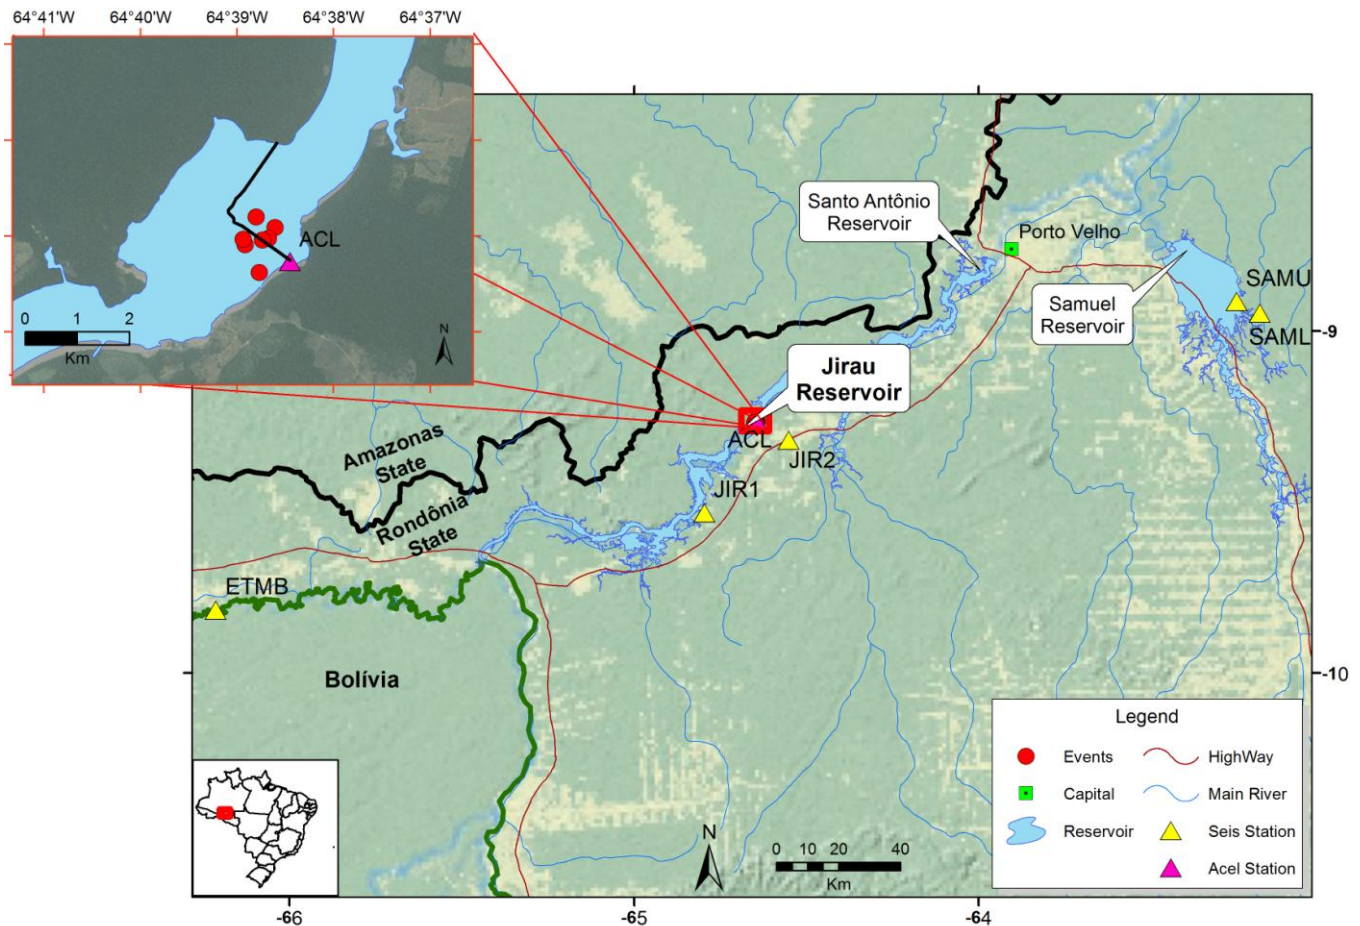 64°41'W 64°40'W 64°39'W 64°38'W 64°37'W
ACL
0 1 2
Km
N
Santo Antônio
Reservoir
Porto Velho
Samuel
Reservoir
SAMU
SAML
-9
Jirau
Reservoir
ACL
JIR2
JIR1
Amazonas
State
Rondônia
State
ETMB
Bolívia
-10
Legend
Events
HighWay
Capital
Main River
Reservoir
Seis Station
Acel Station
N
0 10 20 40
Km
-66 -65 -64